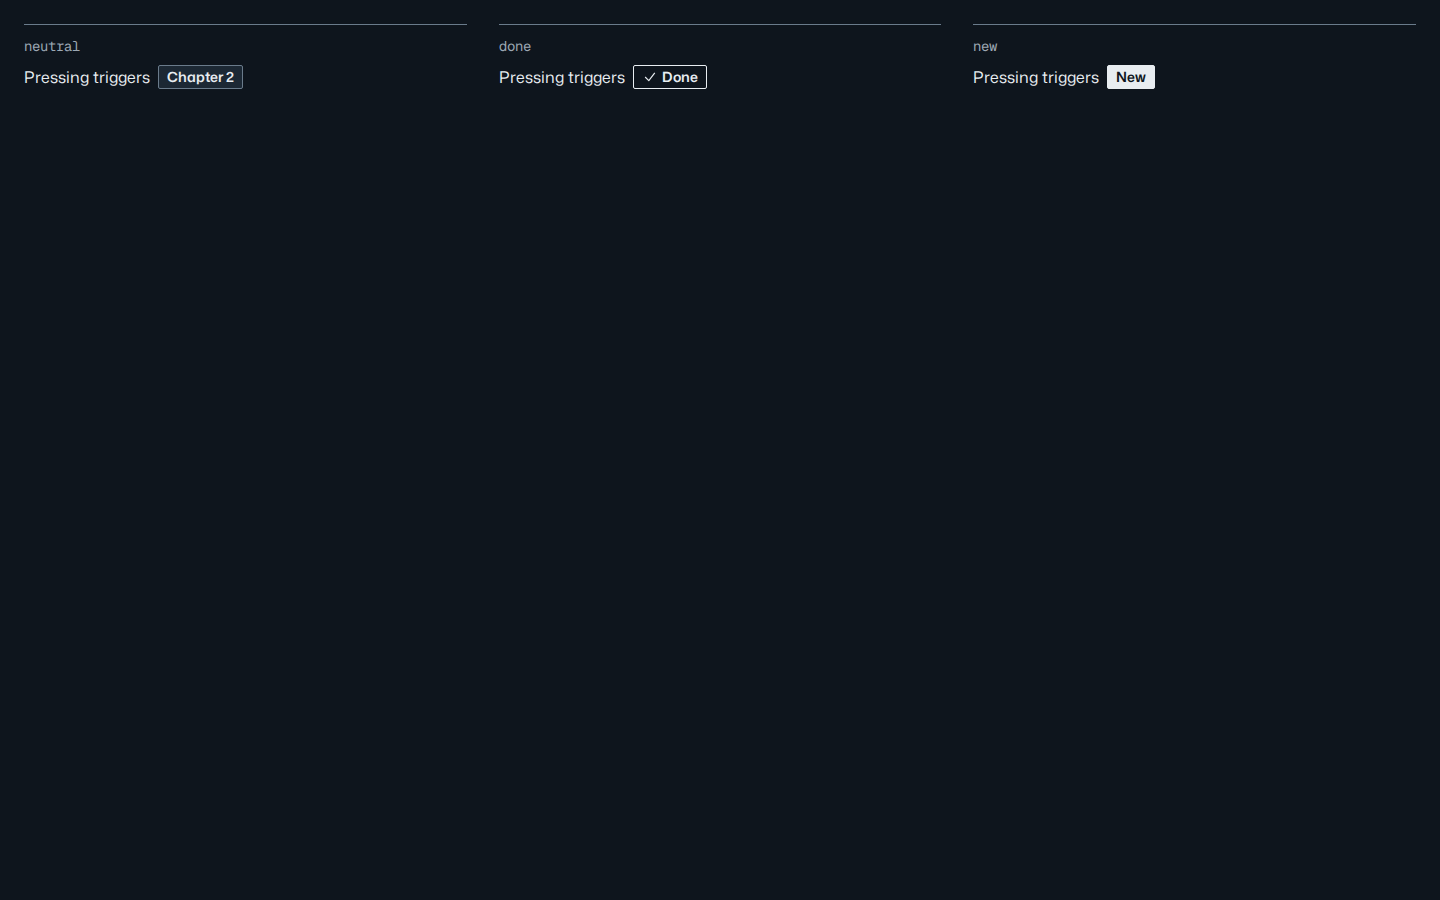 neutral
Pressing triggers Chapter 2
done
Pressing triggers Done
new
Pressing triggers New